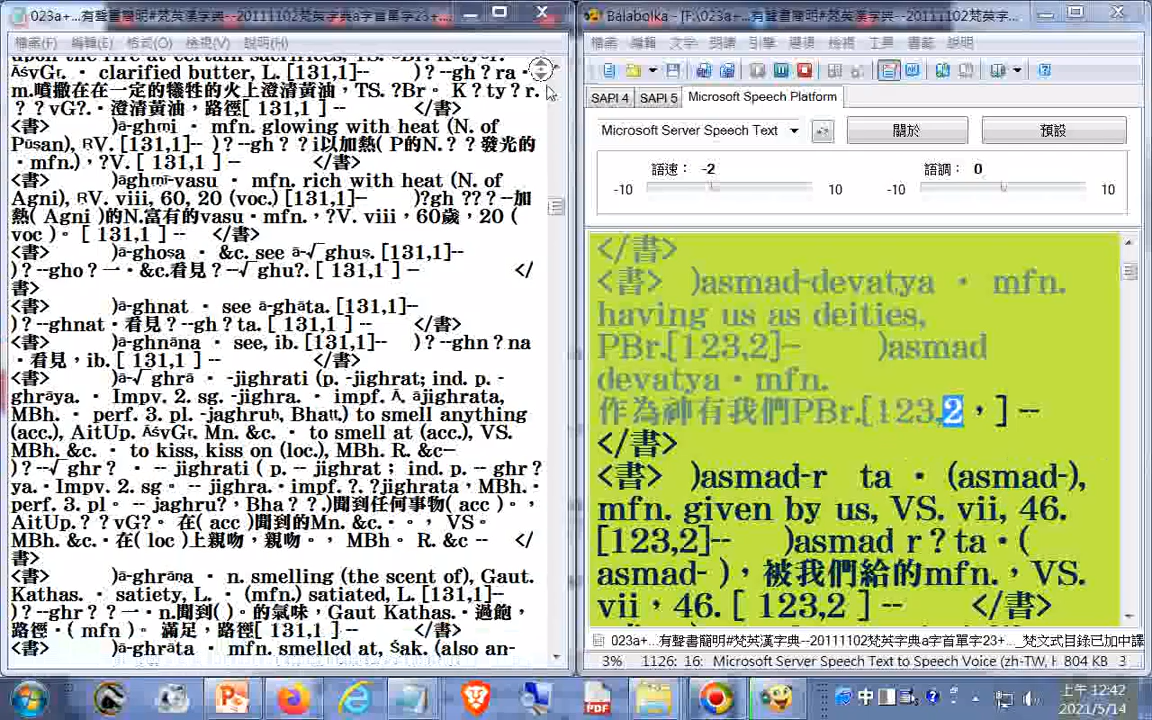 023a+...有聲書簡明#梵英漢字典--20111102梵英字典a字首單字23+...
檔案(F) 編輯(E) 格式(O) 檢視(V) 說明(H)
upon the fire at certain sacrifices, TS.
ĀśvGṛ. • clarified butter, L. [131,1]-- )? --gh ? ra •
m.噴撒在在一定的犧牲的火上澄清黃油，TS. ?Br。 K ? ty ? r.
? ? vG?. • 澄清黃油，路徑[ 131,1 ] -- </書>
<書> )ā-ghmi • mfn. glowing with heat (N. of
Pūṣan), ṚV. [131,1]-- )? --gh ? ? i以加熱( P的N. ? ? 發光的
• mfn.)，?V. [ 131,1 ] -- </書>
<書> )āghṛṇī-vasu • mfn. rich with heat (N. of
Agni), ṚV. viii, 60, 20 (voc.) [131,1]-- )?gh ??? --加
熱( Agni )的N.富有的vasu • mfn.，?V. viii，60歲，20 (
voc )。 [ 131,1 ] -- </書>
<書> )ā-ghoṣa • &c. see ā-√ ghuṣ. [131,1]--
)? --gho ? 一 • &c.看見 ? --√ ghu?. [ 131,1 ] -- </
書>
<書> )ā-ghnat • see ā-ghāta. [131,1]--
)? --ghnat • 看見 ? --gh ? ta. [ 131,1 ] -- </書>
<書> )ā-ghnāna • see, ib. [131,1]-- )? --ghn ? na
• 看見，ib. [ 131,1 ] -- </書>
<書> )ā-√ ghrā • -jighrati (p. -jighrat; ind. p. -
ghrāya. • Impv. 2. sg. -jighra. • impf. Ā. ājighrata,
MBh. • perf. 3. pl. -jaghruḥ, Bhaṭṭ.) to smell anything
(acc.), AitUp. ĀśvGṛ. Mn. &c. • to smell at (acc.), VS.
MBh. &c. • to kiss, kiss on (loc.), MBh. R. &c--
)? --√ ghr ? • -- jighrati ( p. -- jighrat； ind. p. -- ghr ?
ya. • Impv. 2. sg。 -- jighra. • impf. ?. ?jighrata，MBh. •
perf. 3. pl。 -- jaghru?，Bha ? ?.)聞到任何事物( acc )。，
AitUp. ? ? vG?。 在( acc )聞到的Mn. &c. • 。， VS。
MBh. &c. • 在( loc )上親吻，親吻。， MBh。 R. &c -- </
書>
<書> )ā-ghrāṇa • n. smelling (the scent of), Gaut.
Kathās. • satiety, L. • (mfn.) satiated, L. [131,1]--
)? --ghr ? ? 一 • n.聞到( )。的氣味，Gaut Kathas. • 過飽，
路徑 • ( mfn )。 滿足，路徑[ 131,1 ] -- </書>
<書> )ā-ghrāta • mfn. smelled at, Śak. (also an-
Balabolka - [F:\023a+...有聲書簡明#梵英漢字典--20111102梵英字...
檔案 編輯 文字 朗讀 引擎 選項 檢視 工具 書籤 說明
SAPI 4 SAPI 5 Microsoft Speech Platform
Microsoft Server Speech Text 關於 預設
語速： -2 語調： 0
-10 10 -10 10
</書>
<書> )asmad-devatya • mfn.
having us as deities,
PBr.[123,2]-- )asmad
devatya • mfn.
作為神有我們PBr.[123,2，] --
</書>
<書> )asmad-r ta • (asmad-),
mfn. given by us, VS. vii, 46.
[123,2]-- )asmad r ? ta • (
asmad- )，被我們給的mfn.，VS.
vii，46. [ 123,2 ] -- </書>
023a+...有聲書簡明#梵英漢字典--20111102梵英字典a字首單字23+..._梵文式目錄已加中譯
3% 1126: 16: Microsoft Server Speech Text to Speech Voice (zh-TW, H 804 KB 3
中
上午 12:42
2021/5/14